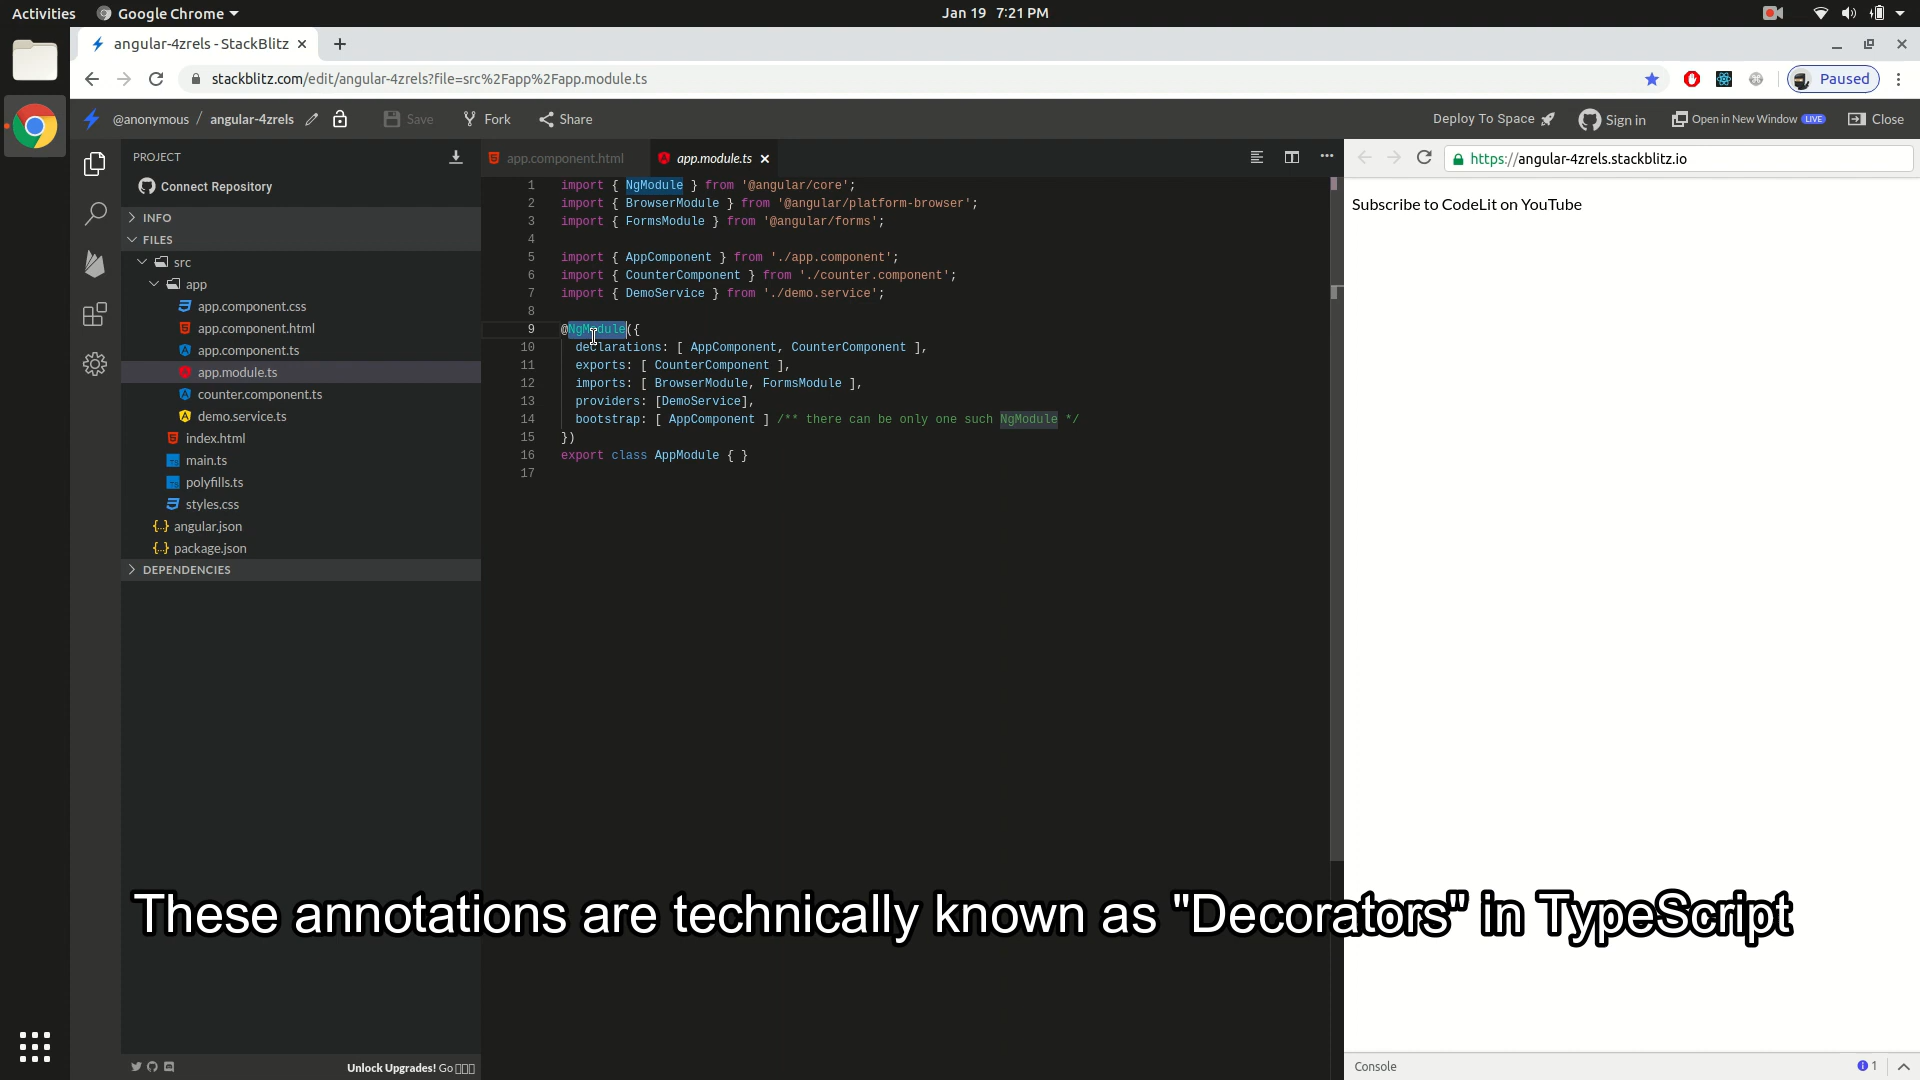 Activities
Google Chrome
Jan 19 7:21 PM
angular-4zrels - StackBlitz
stackblitz.com/edit/angular-4zrels?file=src%2Fapp%2Fapp.module.ts
Paused
@anonymous / angular-4zrels
Save
Fork
Share
Deploy To Space
Sign in
Open in New Window LIVE
Close
PROJECT
Connect Repository
INFO
FILES
src
app
app.component.css
app.component.html
app.component.ts
app.module.ts
counter.component.ts
demo.service.ts
index.html
main.ts
polyfills.ts
styles.css
angular.json
package.json
DEPENDENCIES
Unlock Upgrades! Go
app.component.html
app.module.ts
1 import { NgModule } from '@angular/core';
2 import { BrowserModule } from '@angular/platform-browser';
3 import { FormsModule } from '@angular/forms';
4
5 import { AppComponent } from './app.component';
6 import { CounterComponent } from './counter.component';
7 import { DemoService } from './demo.service';
8
9 @NgModule({
10 declarations: [ AppComponent, CounterComponent ],
11 exports: [ CounterComponent ],
12 imports: [ BrowserModule, FormsModule ],
13 providers: [DemoService],
14 bootstrap: [ AppComponent ] /** there can be only one such NgModule */
15 })
16 export class AppModule { }
17
https://angular-4zrels.stackblitz.io
Subscribe to CodeLit on YouTube
These annotations are technically known as "Decorators" in TypeScript
Console
1